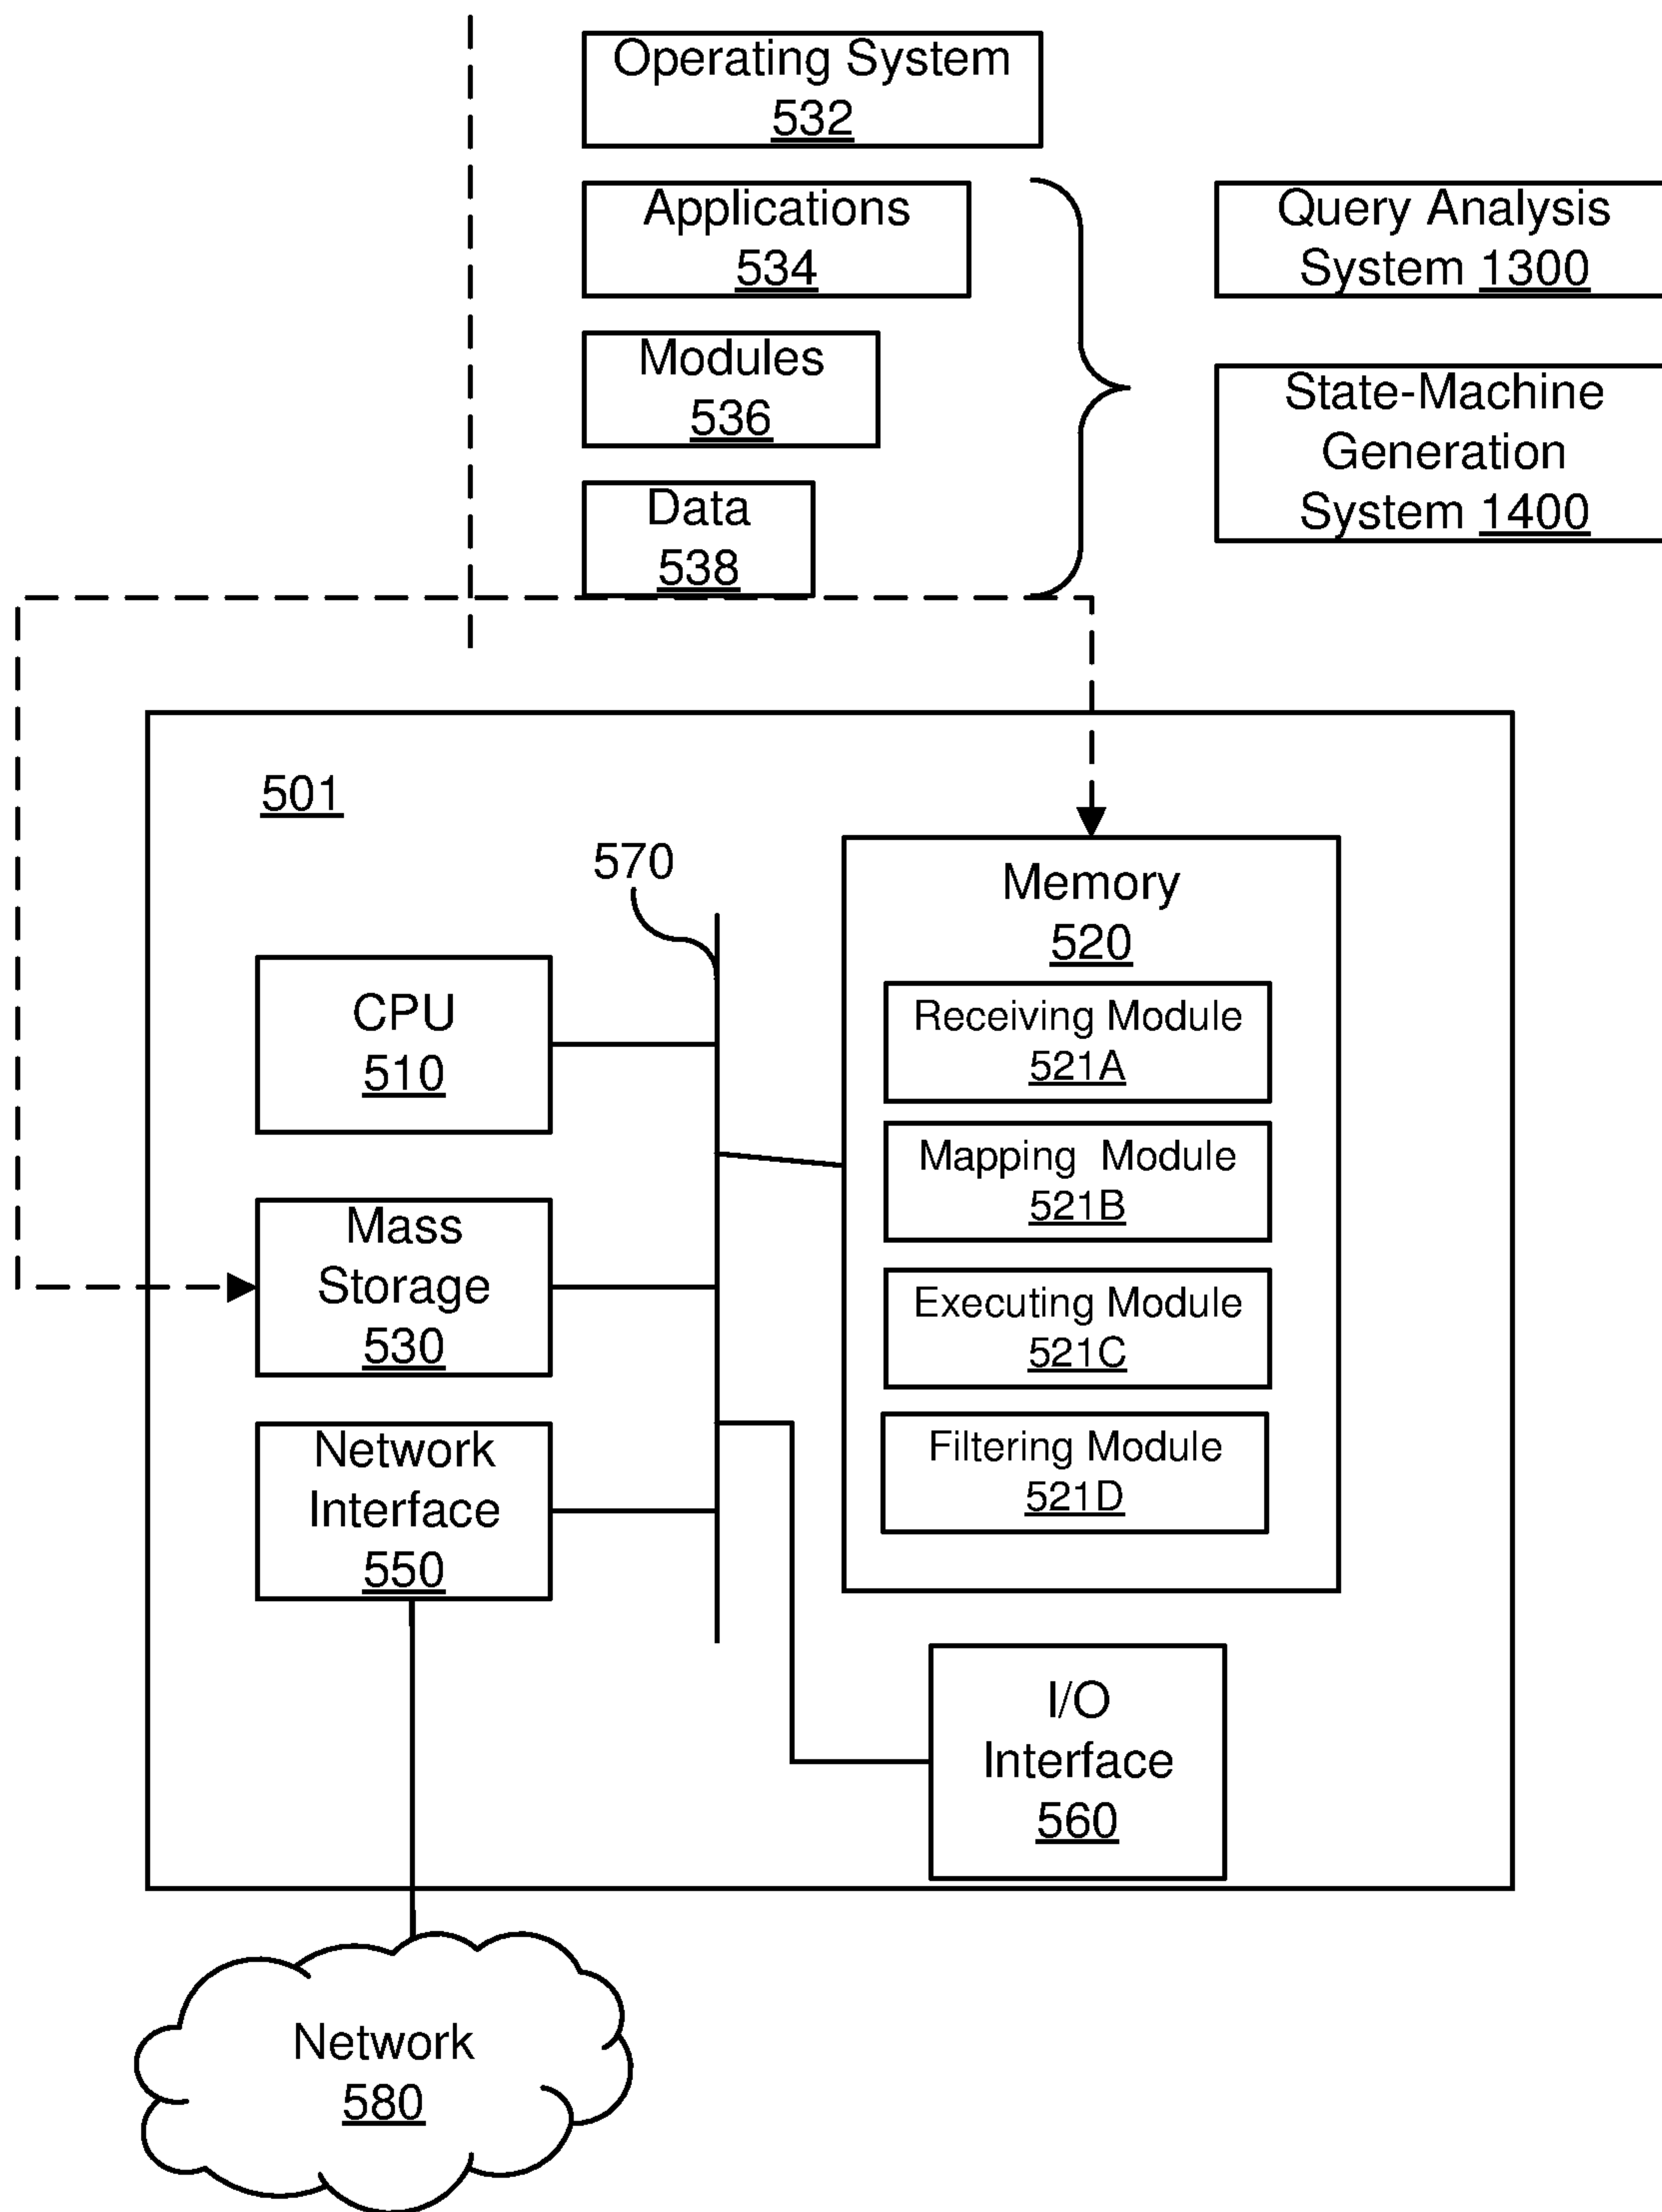 Operating System
532
Applications
534
Modules
536
Data
538
Query Analysis
System 1300
State-Machine
Generation
System 1400
501
570
CPU
510
Mass
Storage
530
Network
Interface
550
Memory
520
Receiving Module
521A
Mapping Module
521B
Executing Module
521C
Filtering Module
521D
I/O
Interface
560
Network
580